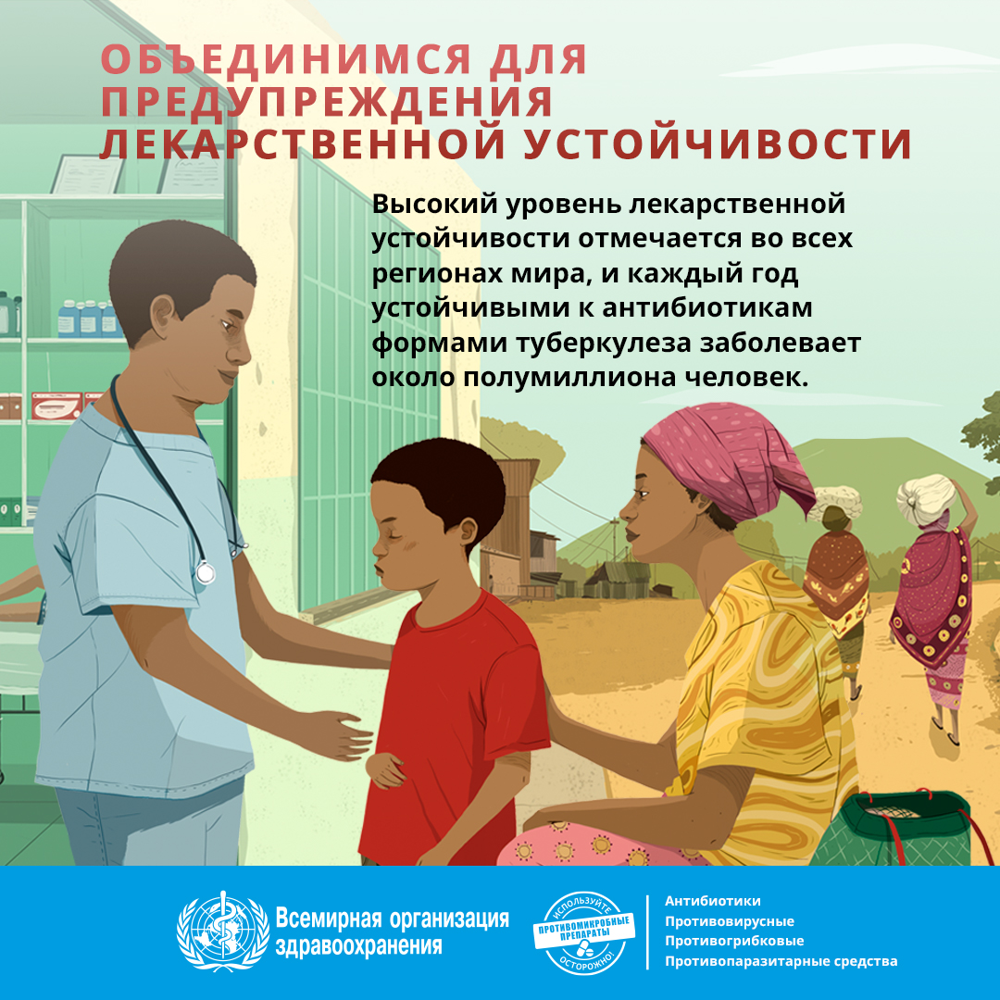 ОБЪЕДИНИМСЯ ДЛЯ
ПРЕДУПРЕЖДЕНИЯ
ЛЕКАРСТВЕННОЙ УСТОЙЧИВОСТИ
Высокий уровень лекарственной
устойчивости отмечается во всех
регионах мира, и каждый год
устойчивыми к антибиотикам
формами туберкулеза заболевает
около полумиллиона человек.
Всемирная организация
здравоохранения
ИСПОЛЬЗУЙТЕ
ПРОТИВОМИКРОБНЫЕ
ПРЕПАРАТЫ
ОСТОРОЖНО!
Антибиотики
Противовирусные
Противогрибковые
Противопаразитарные средства